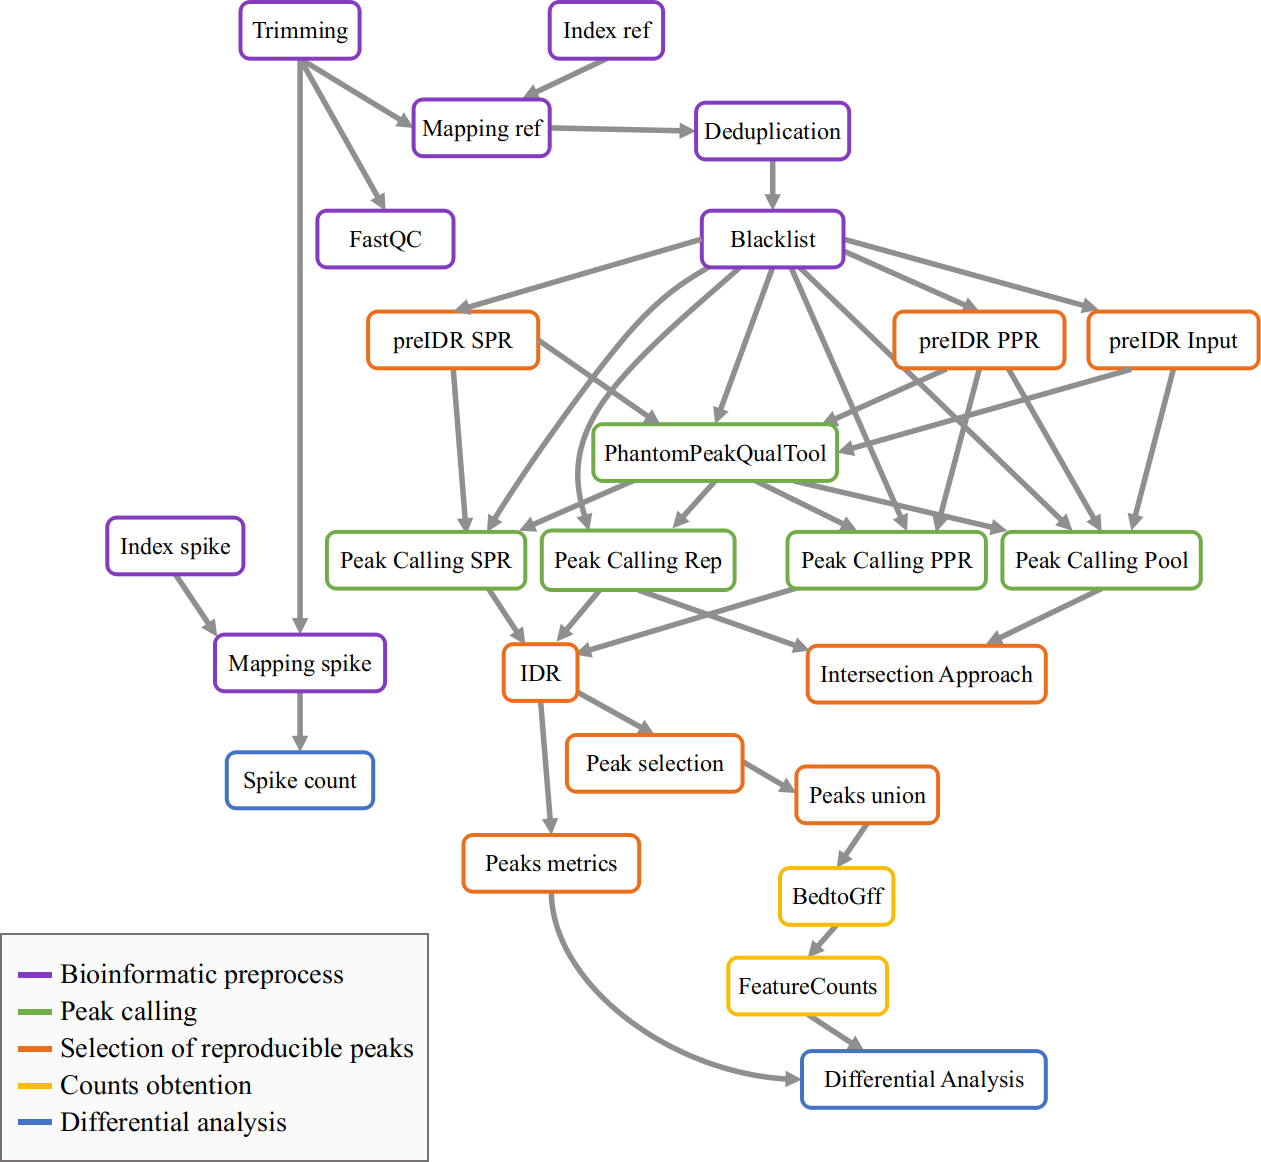 Trimming
Index ref
Mapping ref
Deduplication
FastQC
Blacklist
preIDR SPR
preIDR PPR
preIDR Input
PhantomPeakQualTool
Index spike
Peak Calling SPR
Peak Calling Rep
Peak Calling PPR
Peak Calling Pool
Mapping spike
IDR
Intersection Approach
Spike count
Peak selection
Peaks union
Peaks metrics
BedtoGff
FeatureCounts
Differential Analysis
Bioinformatic preprocess
Peak calling
Selection of reproducible peaks
Counts obtention
Differential analysis